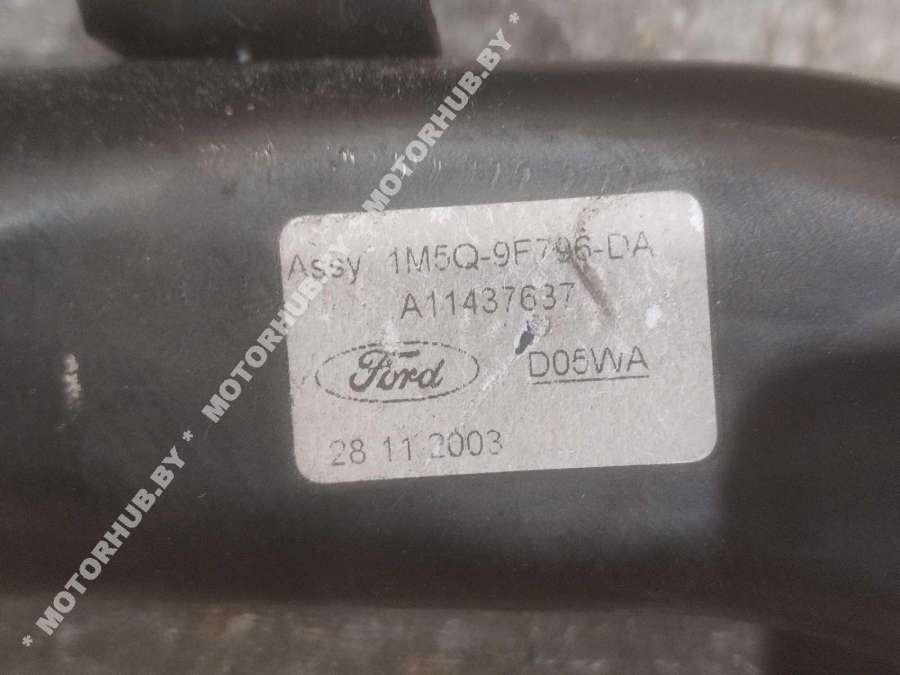 Assy 1M5Q-9F796-DA
A11437637
Ford D05WA
28 11 2003
* MOTORHUB.BY * MOTORHUB.BY * MOTORHUB.BY *